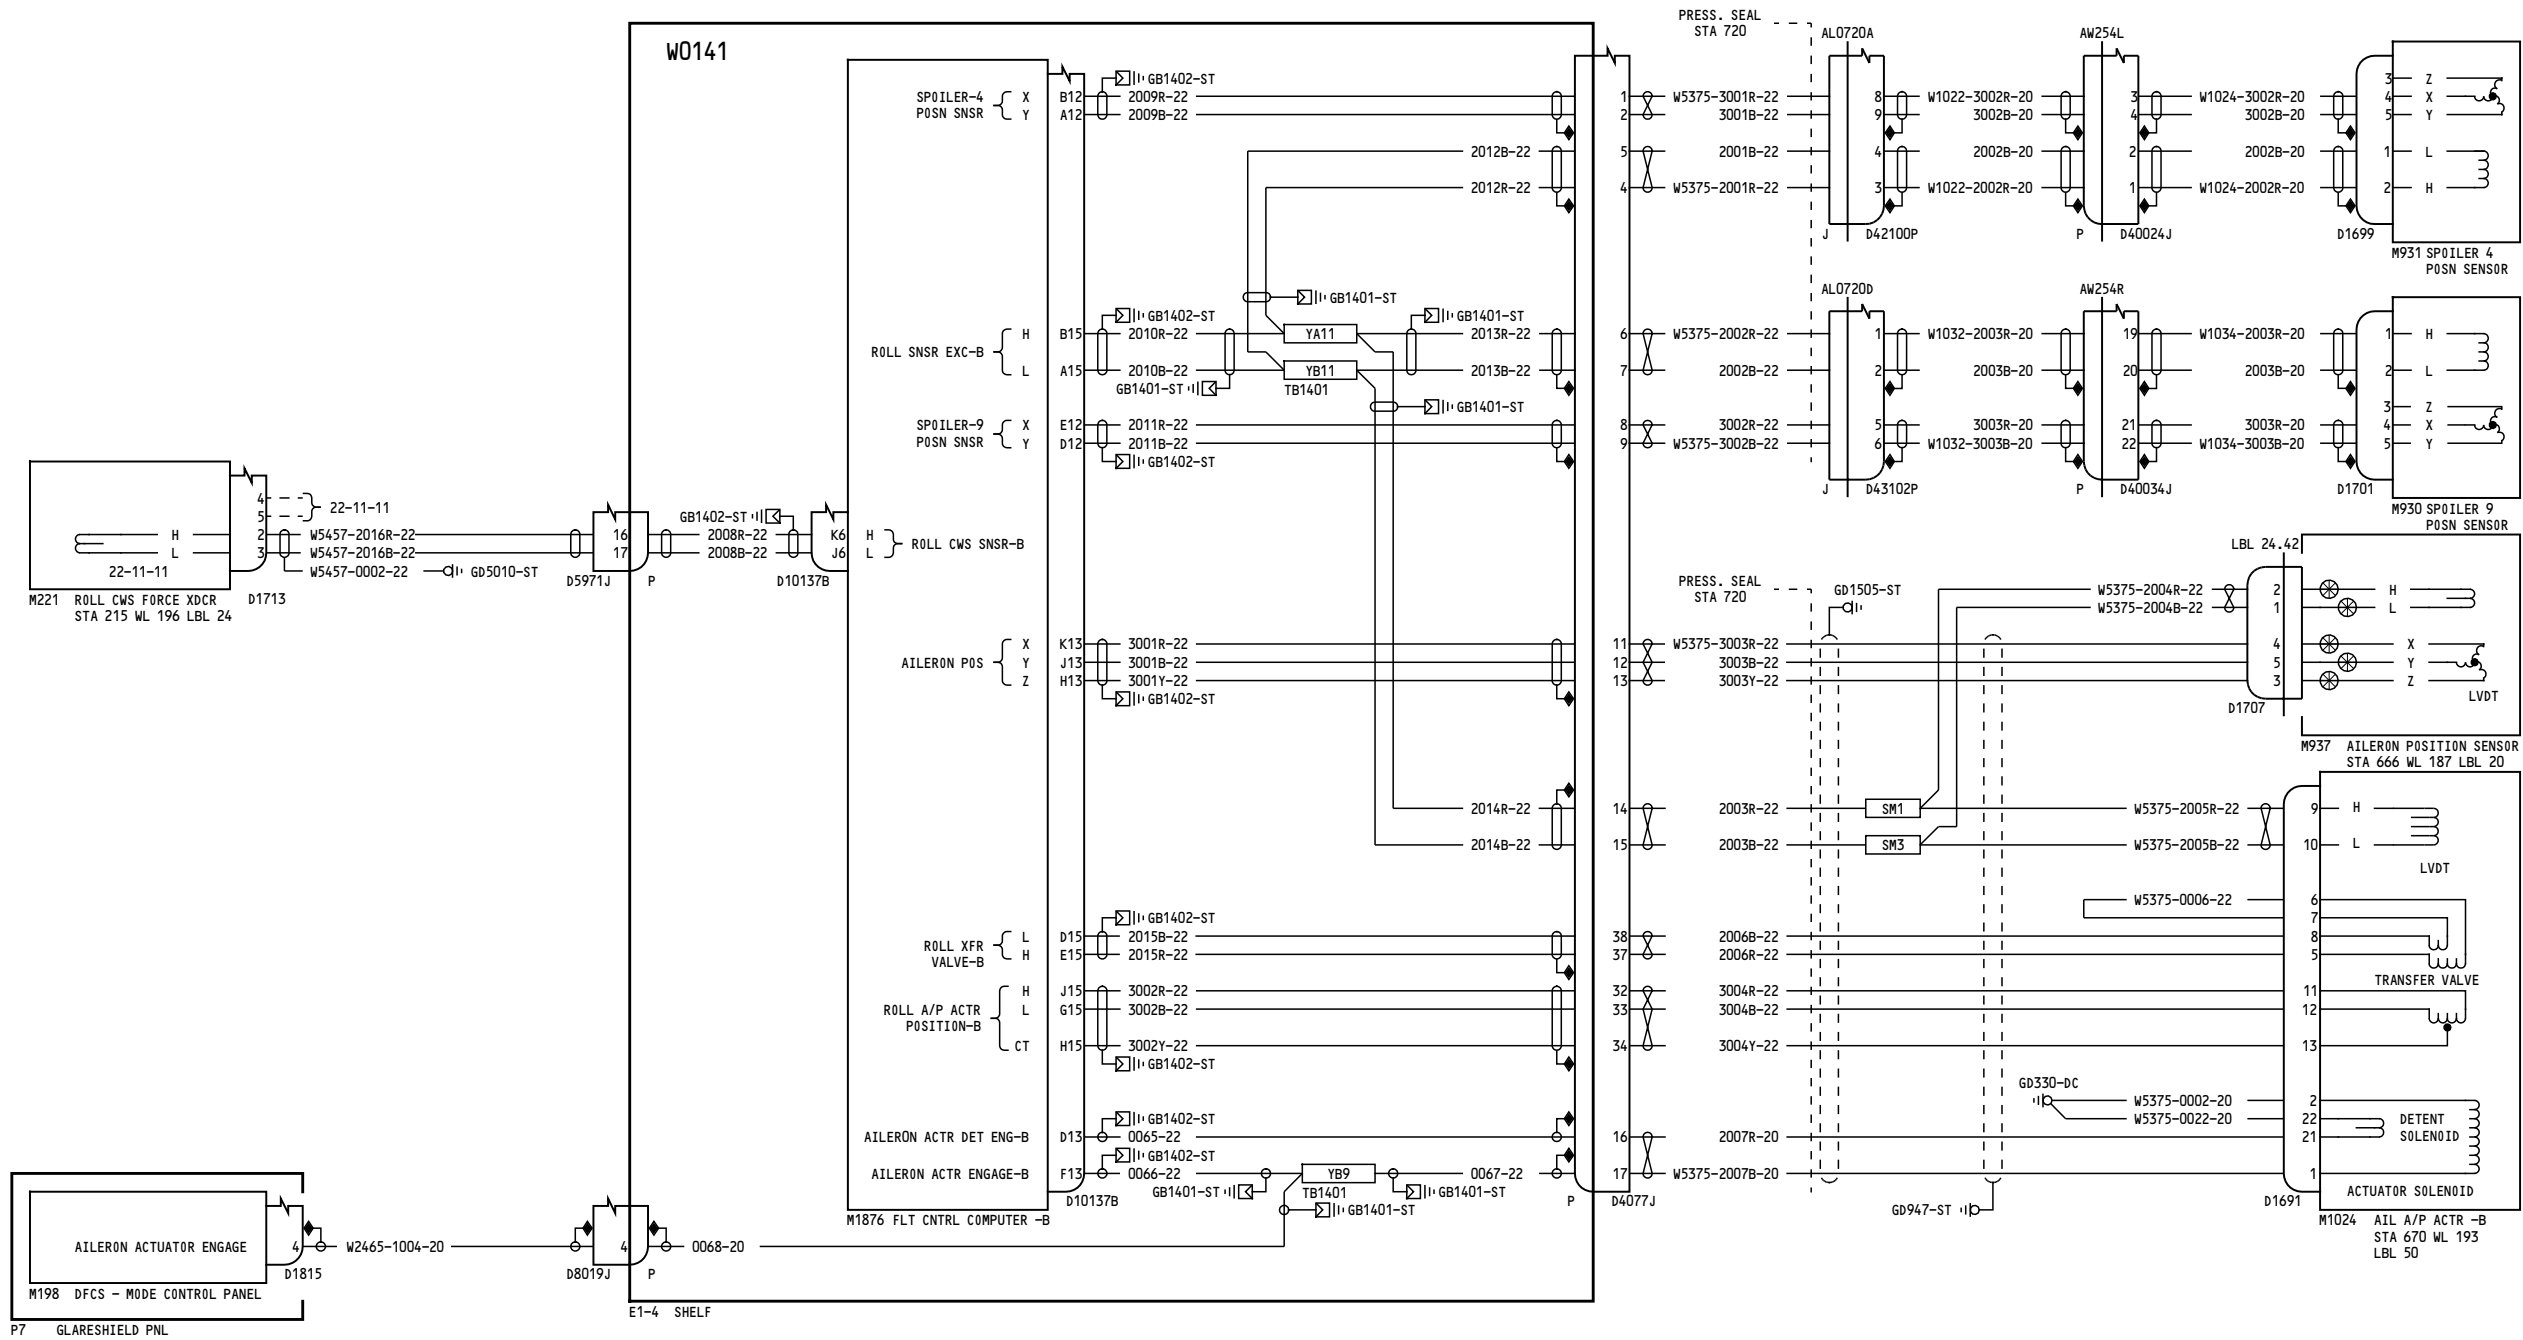 W0141
PRESS. SEAL
STA 720
AL0720A
AW254L
GB1402-ST
SPOILER-4
POSN SNSR
X
Y
B12
A12
2009R-22
2009B-22
1
2
W5375-3001R-22
3001B-22
8
9
W1022-3002R-20
3002B-20
3
4
W1024-3002R-20
3002B-20
3
4
5
Z
X
Y
2012B-22
5
2001B-22
4
2002B-20
2
2002B-20
1
L
2012R-22
4
W5375-2001R-22
3
W1022-2002R-20
1
W1024-2002R-20
2
H
J
D42100P
P
D40024J
D1699
M931 SPOILER 4
POSN SENSOR
AL0720D
AW254R
GB1401-ST
GB1402-ST
GB1401-ST
ROLL SNSR EXC-B
H
L
B15
A15
2010R-22
2010B-22
YA11
YB11
TB1401
GB1401-ST
2013R-22
2013B-22
6
7
W5375-2002R-22
2002B-22
1
2
W1032-2003R-20
2003B-20
19
20
W1034-2003R-20
2003B-20
1
2
H
L
GB1401-ST
SPOILER-9
POSN SNSR
X
Y
E12
D12
2011R-22
2011B-22
GB1402-ST
8
9
3002R-22
W5375-3002B-22
5
6
3003R-20
W1032-3003B-20
21
22
3003R-20
W1034-3003B-20
3
4
5
Z
X
Y
J
D43102P
P
D40034J
D1701
M930 SPOILER 9
POSN SENSOR
4
5
22-11-11
H
L
22-11-11
2
3
W5457-2016R-22
W5457-2016B-22
W5457-0002-22
GD5010-ST
M221 ROLL CWS FORCE XDCR
STA 215 WL 196 LBL 24
D1713
16
17
D5971J
P
GB1402-ST
2008R-22
2008B-22
K6
J6
D10137B
H
L
ROLL CWS SNSR-B
PRESS. SEAL
STA 720
GD1505-ST
LBL 24.42
W5375-2004R-22
W5375-2004B-22
2
1
H
L
AILERON POS
X
Y
Z
K13
J13
H13
3001R-22
3001B-22
3001Y-22
GB1402-ST
11
12
13
W5375-3003R-22
3003B-22
3003Y-22
4
5
3
X
Y
Z
LVDT
D1707
M937 AILERON POSITION SENSOR
STA 666 WL 187 LBL 20
2014R-22
2014B-22
14
15
2003R-22
2003B-22
SM1
SM3
W5375-2005R-22
W5375-2005B-22
9
10
H
L
LVDT
W5375-0006-22
6
7
GB1402-ST
ROLL XFR
VALVE-B
L
H
D15
E15
2015B-22
2015R-22
38
37
2006B-22
2006R-22
8
5
TRANSFER VALVE
ROLL A/P ACTR
POSITION-B
H
L
CT
J15
G15
H15
3002R-22
3002B-22
3002Y-22
GB1402-ST
32
33
34
3004R-22
3004B-22
3004Y-22
11
12
13
GD330-DC
W5375-0002-20
W5375-0022-20
2
22
21
DETENT
SOLENOID
GB1402-ST
AILERON ACTR DET ENG-B
D13
0065-22
16
2007R-20
GB1402-ST
AILERON ACTR ENGAGE-B
F13
0066-22
GB1401-ST
YB9
TB1401
GB1401-ST
GB1401-ST
0067-22
17
W5375-2007B-20
1
ACTUATOR SOLENOID
D10137B
M1876 FLT CNTRL COMPUTER -B
P
D4077J
GD947-ST
D1691
M1024 AIL A/P ACTR -B
STA 670 WL 193
LBL 50
AILERON ACTUATOR ENGAGE
4
W2465-1004-20
4
0068-20
D1815
D8019J
P
M198 DFCS - MODE CONTROL PANEL
E1-4 SHELF
P7 GLARESHIELD PNL